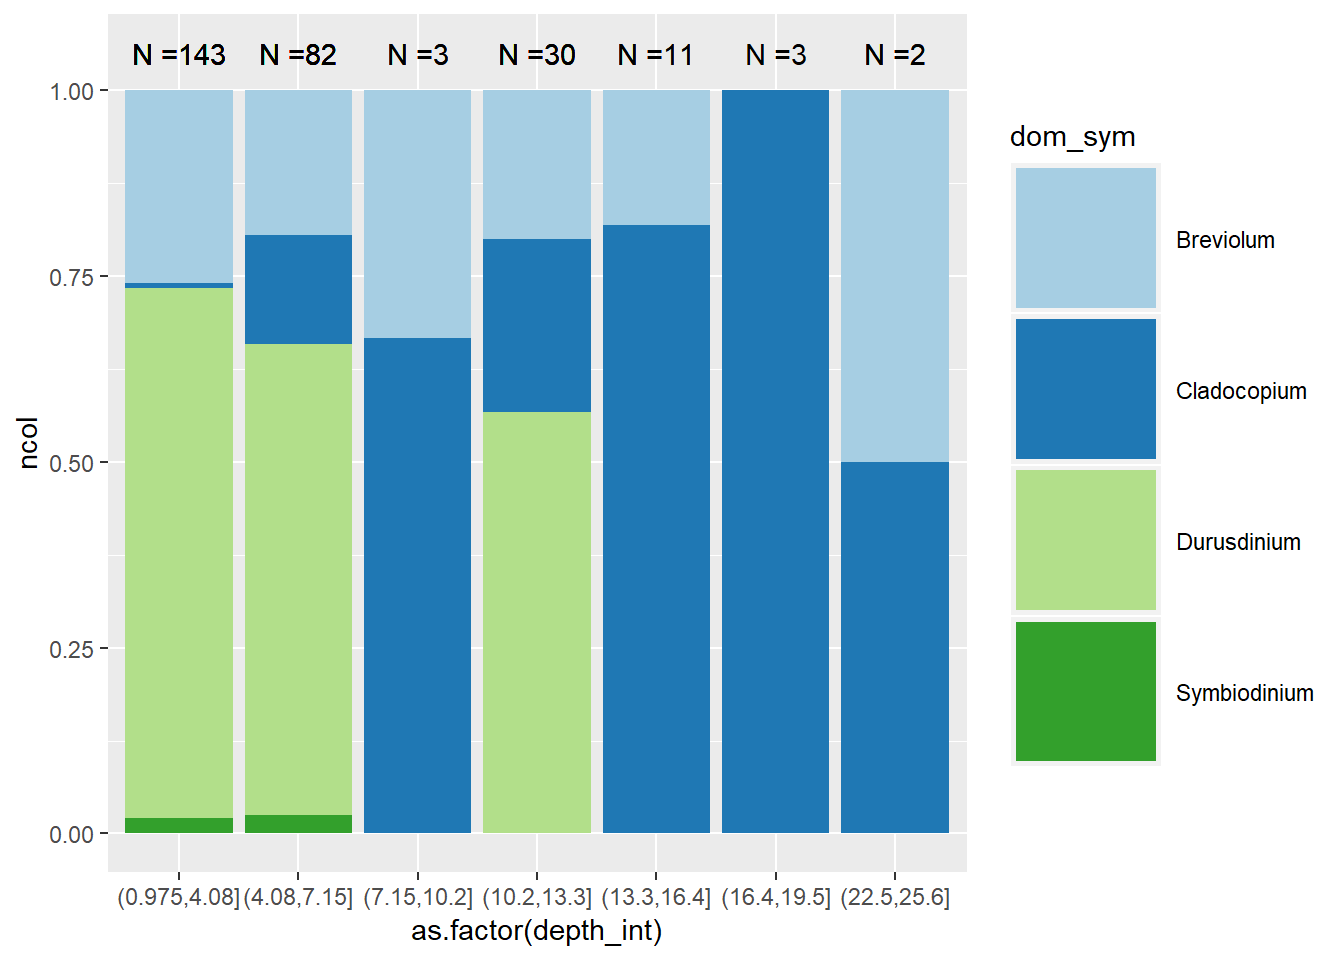 N =143 N =82 N =3 N =30 N =11 N =3 N =2
1.00
0.75
0.50
0.25
0.00
ncol
(0.975,4.08] (4.08,7.15] (7.15,10.2] (10.2,13.3] (13.3,16.4] (16.4,19.5] (22.5,25.6]
as.factor(depth_int)
dom_sym
Breviolum
Cladocopium
Durusdinium
Symbiodinium